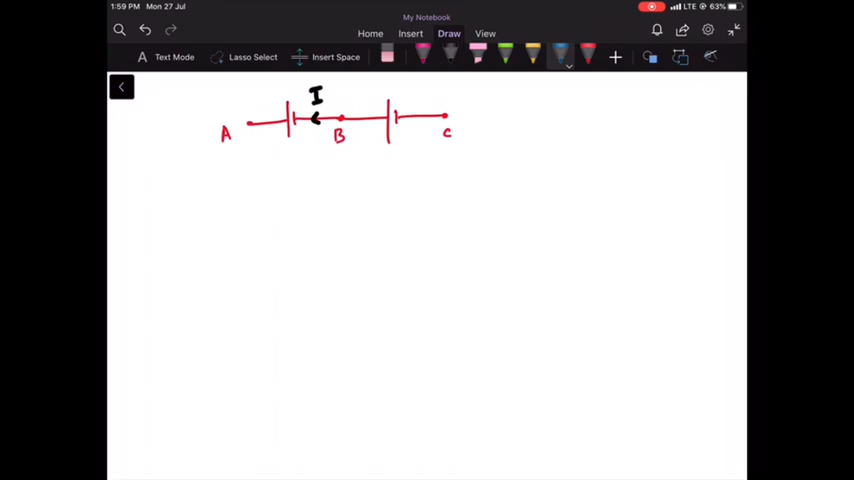 1:59 PM Mon 27 Jul
LTE 63%
My Notebook
Home Insert Draw View
Text Mode Lasso Select Insert Space
I
A B C